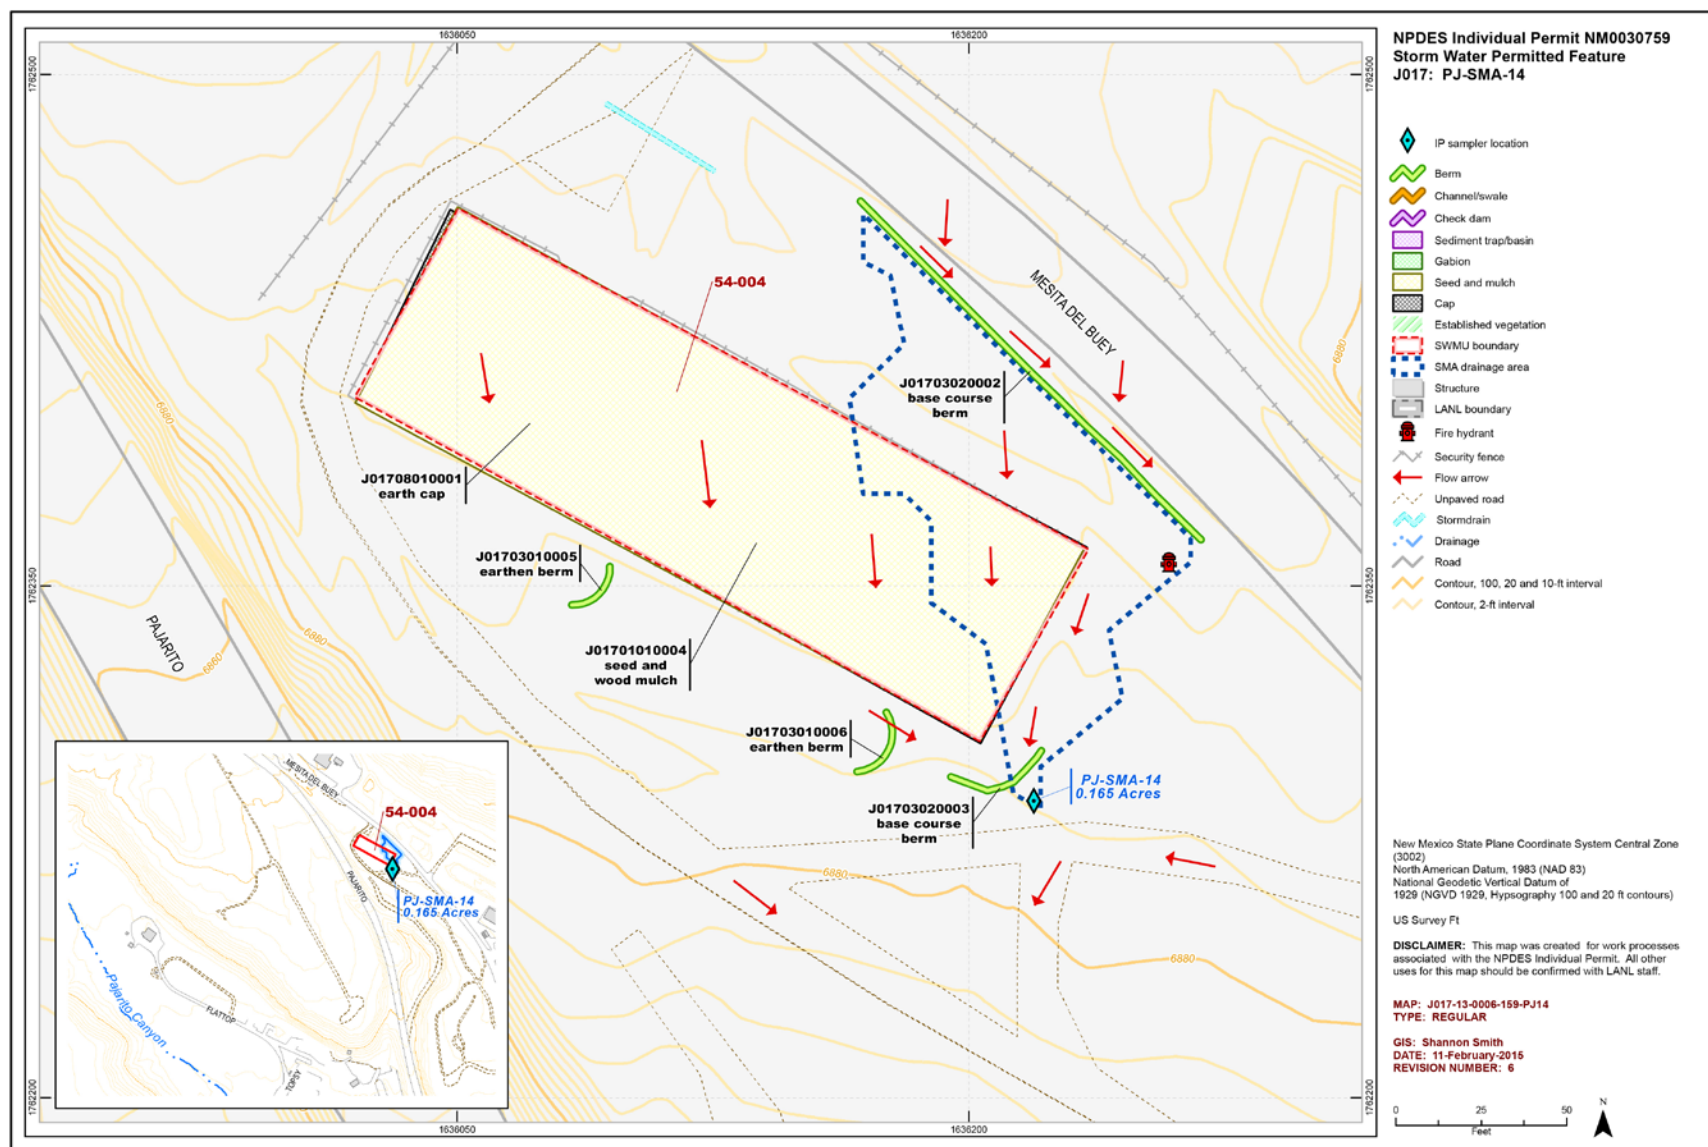 NPDES Individual Permit NM0030759
Storm Water Permitted Feature
J017: PJ-SMA-14
IP sampler location
Berm
Channel/swale
Check dam
Sediment trap/basin
Gabion
Seed and mulch
Cap
Established vegetation
SWMU boundary
SMA drainage area
Structure
LANL boundary
Fire hydrant
Security fence
Flow arrow
Unpaved road
Stormdrain
Drainage
Road
Contour, 100, 20 and 10-ft interval
Contour, 2-ft interval
New Mexico State Plane Coordinate System Central Zone
(3002)
North American Datum, 1983 (NAD 83)
National Geodetic Vertical Datum of
1929 (NGVD 1929, Hypsography 100 and 20 ft contours)
US Survey Ft
DISCLAIMER: This map was created for work processes
associated with the NPDES Individual Permit. All other
uses for this map should be confirmed with LANL staff.
MAP: J017-13-0006-159-PJ14
TYPE: REGULAR
GIS: Shannon Smith
DATE: 11-February-2015
REVISION NUMBER: 6
0 25 50
Feet
N
1636050
1636200
1762500
1762500
54-004
MESITA DEL BUEY
6880
J01703020002
base course
berm
6880
J01708010001
earth cap
J01703010005
earthen berm
1762350
1762350
PAJARITO
6880
6860
J01701010004
seed and
wood mulch
J01703010006
earthen berm
J01703020003
base course
berm
PJ-SMA-14
0.165 Acres
6880
6880
MESITA DEL BUEY
54-004
PAJARITO
PJ-SMA-14
0.165 Acres
Pajarito Canyon
FLATTOP
TOPSY
1762200
1762200
1636050
1636200